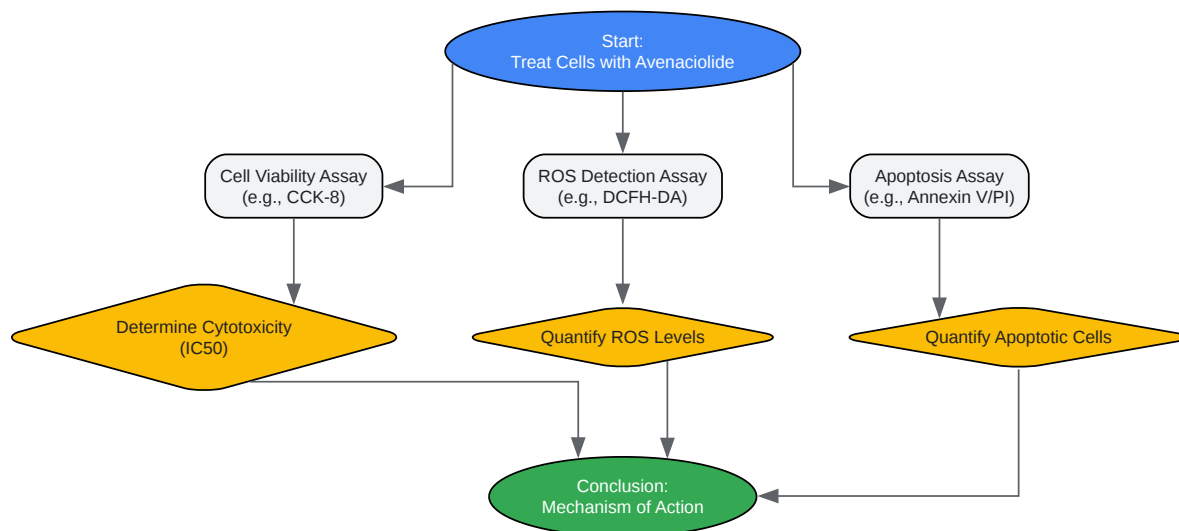 Start:
Treat Cells with Avenaciolide
Cell Viability Assay
(e.g., CCK-8)
ROS Detection Assay
(e.g., DCFH-DA)
Apoptosis Assay
(e.g., Annexin V/PI)
Determine Cytotoxicity
(IC50)
Quantify ROS Levels
Quantify Apoptotic Cells
Conclusion:
Mechanism of Action